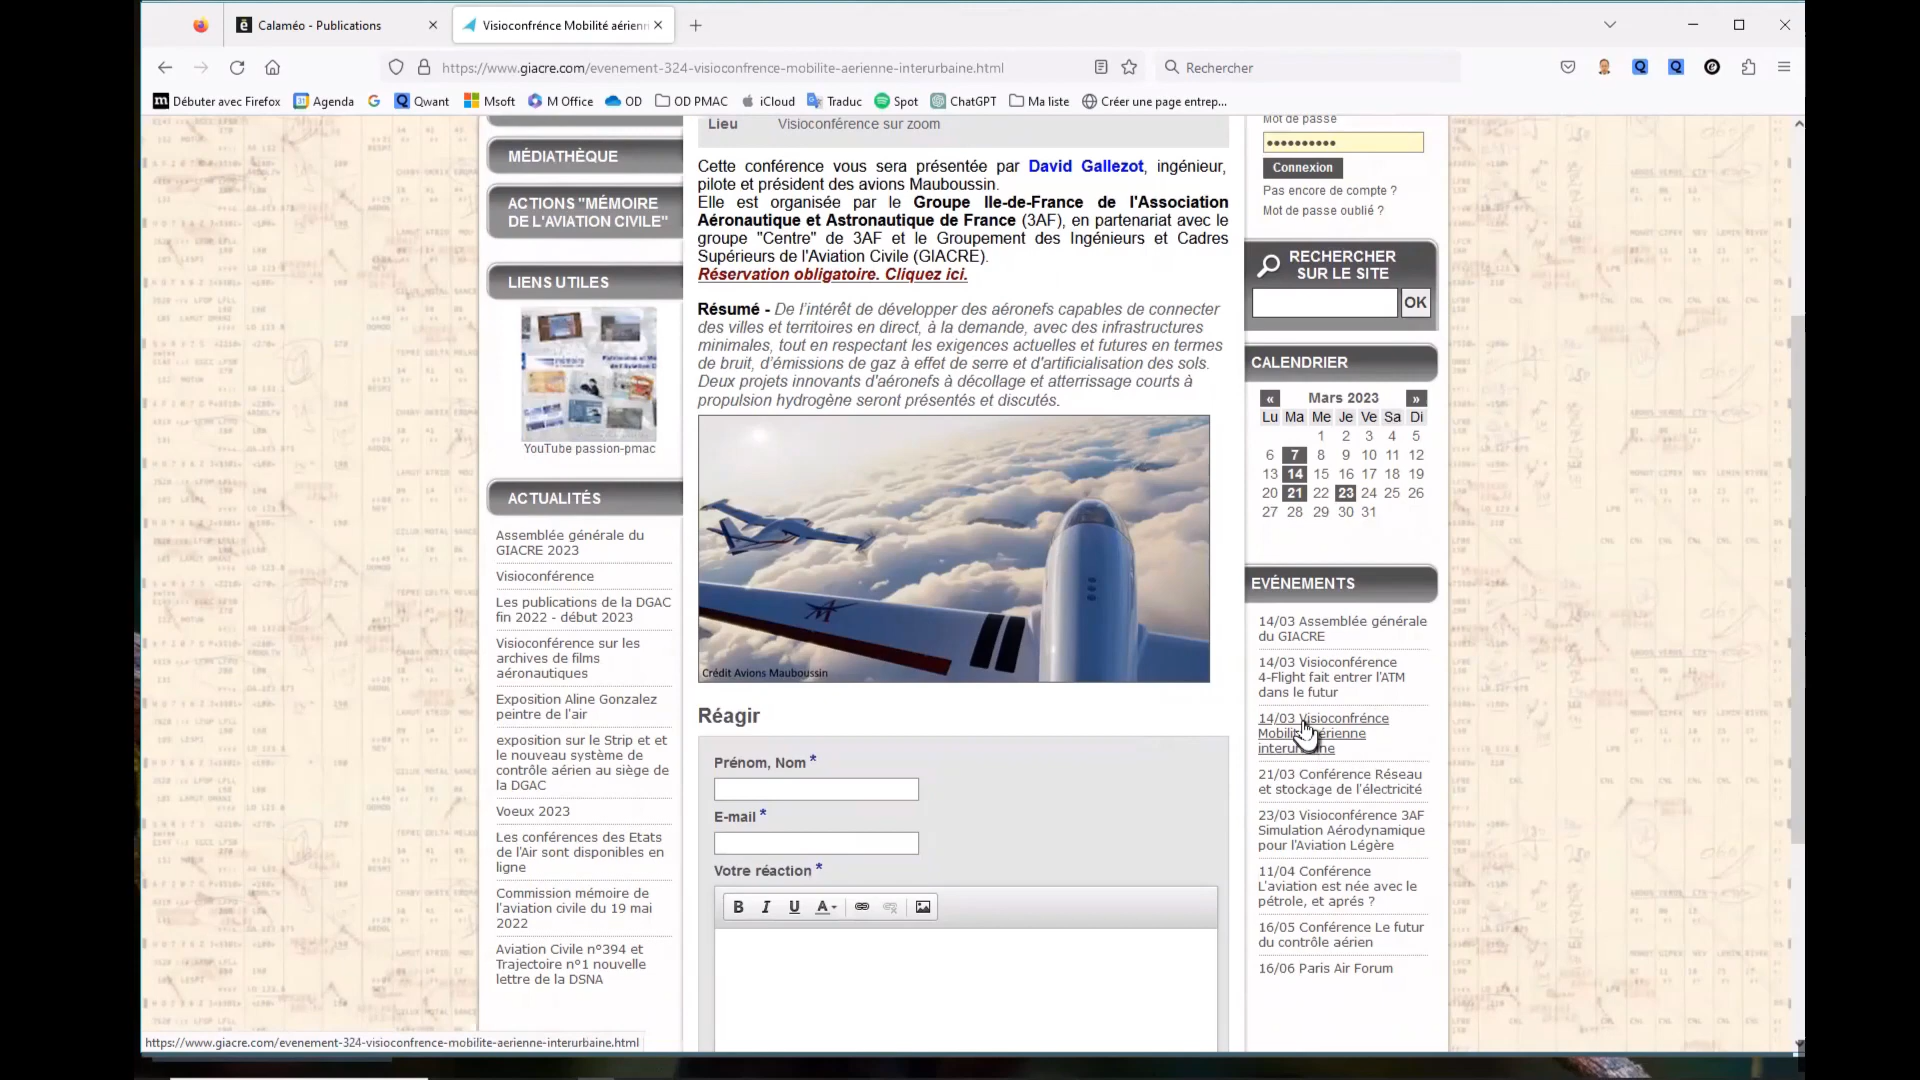 Calaméo - Publications
Visioconfrénce Mobilité aérienn
https://www.giacre.com/evenement-324-visioconfrence-mobilite-aerienne-interurbaine.html
Rechercher
Débuter avec Firefox
Agenda
Qwant
Msoft
M Office
OD
OD PMAC
iCloud
Traduc
Spot
ChatGPT
Ma liste
Créer une page entrep...
MÉDIATHÈQUE
ACTIONS "MÉMOIRE
DE L'AVIATION CIVILE"
LIENS UTILES
YouTube passion-pmac
ACTUALITÉS
Assemblée générale du
GIACRE 2023
Visioconférence
Les publications de la DGAC
fin 2022 - début 2023
Visioconférence sur les
archives de films
aéronautiques
Exposition Aline Gonzalez
peintre de l'air
exposition sur le Strip et et
le nouveau système de
contrôle aérien au siège de
la DGAC
Voeux 2023
Les conférences des Etats
de l'Air sont disponibles en
ligne
Commission mémoire de
l'aviation civile du 19 mai
2022
Aviation Civile n°394 et
Trajectoire n°1 nouvelle
lettre de la DSNA
Lieu Visioconférence sur zoom
Cette conférence vous sera présentée par David Gallezot, ingénieur,
pilote et président des avions Mauboussin.
Elle est organisée par le Groupe Ile-de-France de l'Association
Aéronautique et Astronautique de France (3AF), en partenariat avec le
groupe "Centre" de 3AF et le Groupement des Ingénieurs et Cadres
Supérieurs de l'Aviation Civile (GIACRE).
Réservation obligatoire. Cliquez ici.
Résumé - De l'intérêt de développer des aéronefs capables de connecter
des villes et territoires en direct, à la demande, avec des infrastructures
minimales, tout en respectant les exigences actuelles et futures en termes
de bruit, d'émissions de gaz à effet de serre et d'artificialisation des sols.
Deux projets innovants d'aéronefs à décollage et atterrissage courts à
propulsion hydrogène seront présentés et discutés.
Crédit Avions Mauboussin
Réagir
Prénom, Nom *
E-mail *
Votre réaction *
B I U A
Mot de passe
Connexion
Pas encore de compte ?
Mot de passe oublié ?
RECHERCHER
SUR LE SITE
OK
CALENDRIER
« Mars 2023 »
Lu Ma Me Je Ve Sa Di
1 2 3 4 5
6 7 8 9 10 11 12
13 14 15 16 17 18 19
20 21 22 23 24 25 26
27 28 29 30 31
EVÉNEMENTS
14/03 Assemblée générale
du GIACRE
14/03 Visioconférence
4-Flight fait entrer l'ATM
dans le futur
14/03 Visioconfrénce
Mobilité aérienne
interurbaine
21/03 Conférence Réseau
et stockage de l'électricité
23/03 Visioconférence 3AF
Simulation Aérodynamique
pour l'Aviation Légère
11/04 Conférence
L'aviation est née avec le
pétrole, et aprés ?
16/05 Conférence Le futur
du contrôle aérien
16/06 Paris Air Forum
https://www.giacre.com/evenement-324-visioconfrence-mobilite-aerienne-interurbaine.html